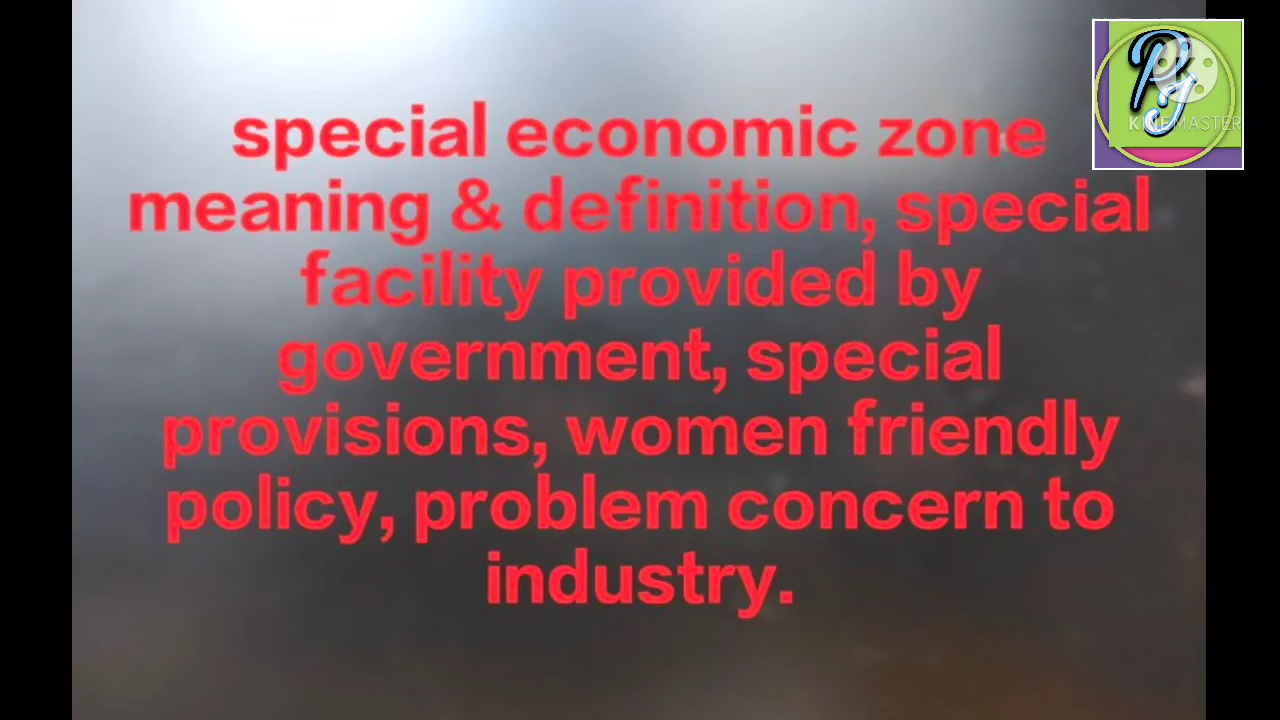 special economic zone
meaning & definition, special
facility provided by
government, special
provisions, women friendly
policy, problem concern to
industry.
KINEMASTER